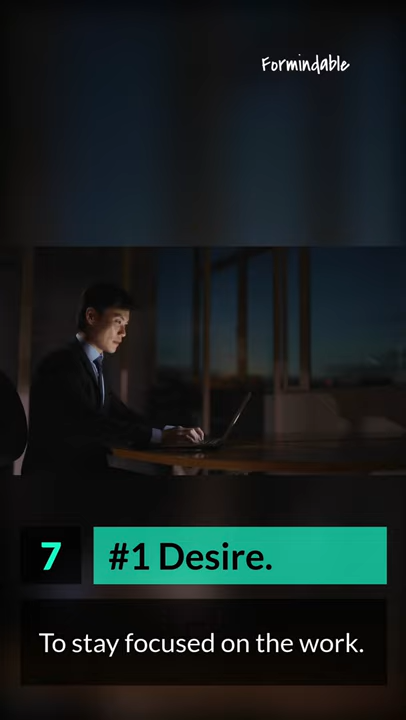 Formindable
7
#1 Desire.
To stay focused on the work.